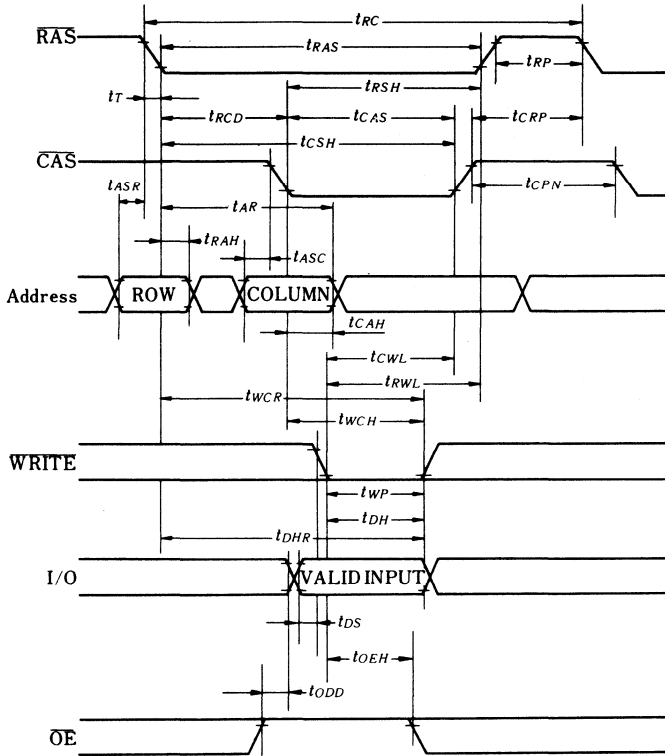 tRC
RAS
tRAS
tRP
tT
tRSH
tRCD
tCAS
tCRP
tCSH
CAS
tASR
tAR
tCPN
tRAH
tASC
Address
ROW
COLUMN
tCAH
tCWL
tRWL
tWCR
tWCH
WRITE
tWP
tDH
tDHR
I/O
VALID INPUT
tDS
tOEH
tODD
OE